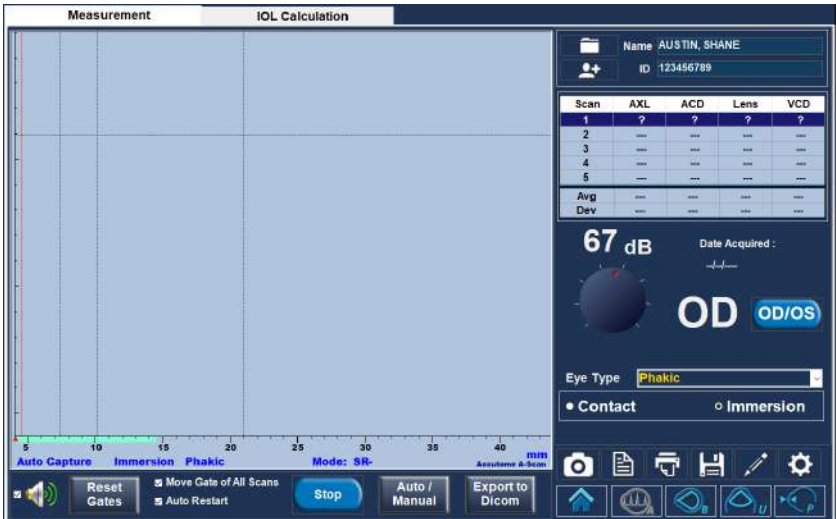 Measurement IOL Calculation
Name AUSTIN, SHANE
ID 123456789
Scan AXL ACD Lens VCD
1 ? ? ? ?
2 --- --- --- ---
3 --- --- --- ---
4 --- --- --- ---
5 --- --- --- ---
Avg --- --- --- ---
Dev --- --- --- ---
67 dB
Date Acquired :
--/--/----
OD OD/OS
Eye Type Phakic
Contact Immersion
5 10 15 20 25 30 35 40 mm
Auto Capture Immersion Phakic Mode: SR- Accutome A-Scan
Reset Gates
Move Gate of All Scans
Auto Restart
Stop
Auto / Manual
Export to Dicom
A B U P